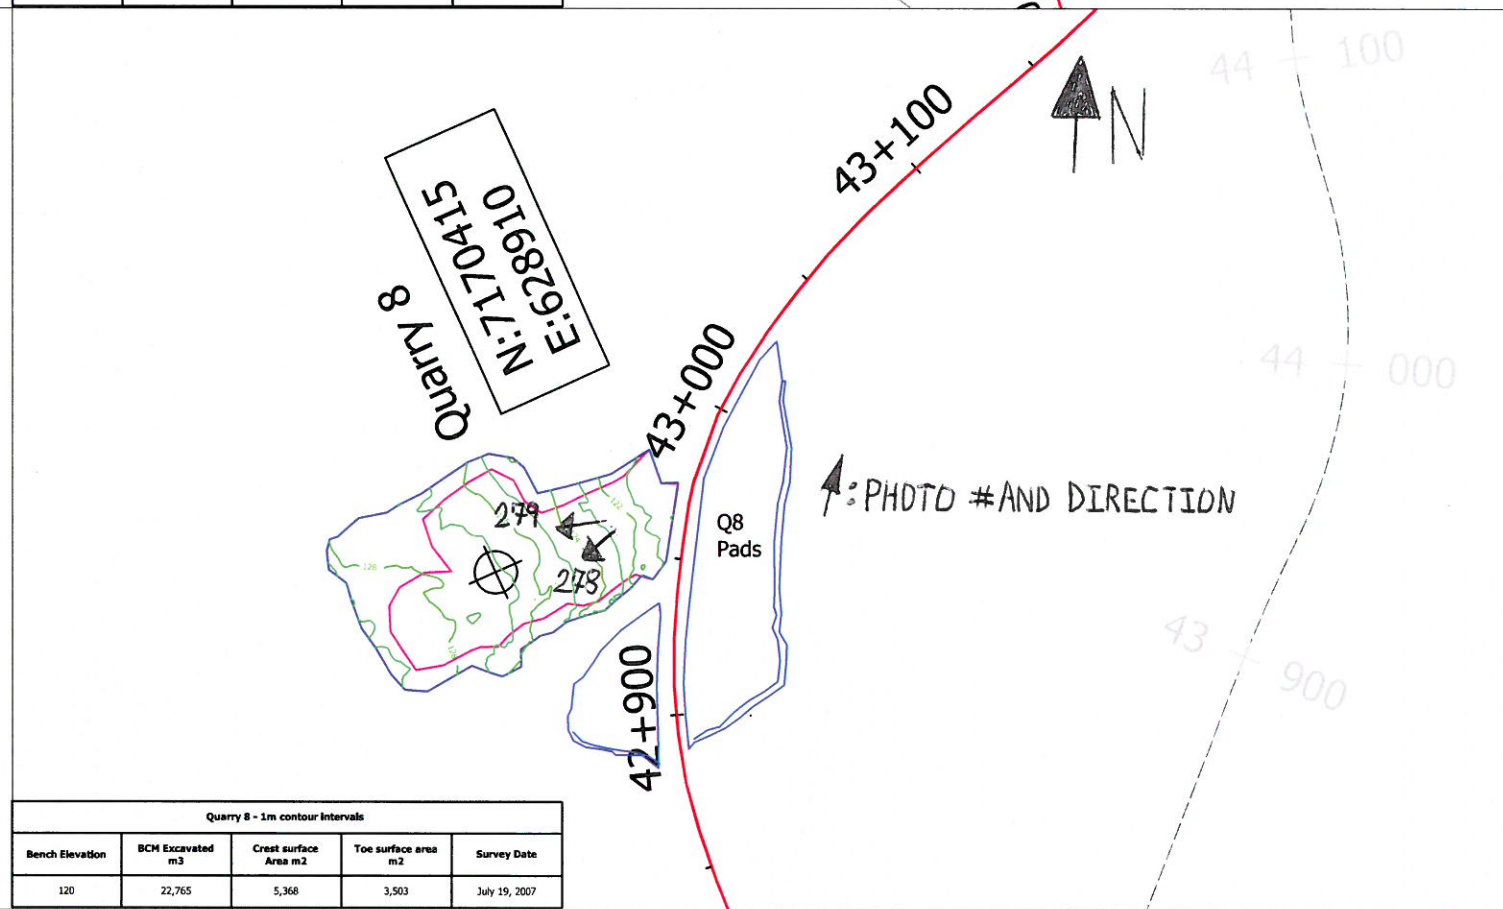 43+100
N
44 100
N:7170415
E:628910
Quarry 8
43+000
44 000
122
279
:PHOTO #AND DIRECTION
Q8
Pads
128
278
43 900
42+900
Quarry 8 - 1m contour intervals
Bench Elevation
BCM Excavated
m3
Crest surface
Area m2
Toe surface area
m2
Survey Date
120
22,765
5,368
3,503
July 19, 2007